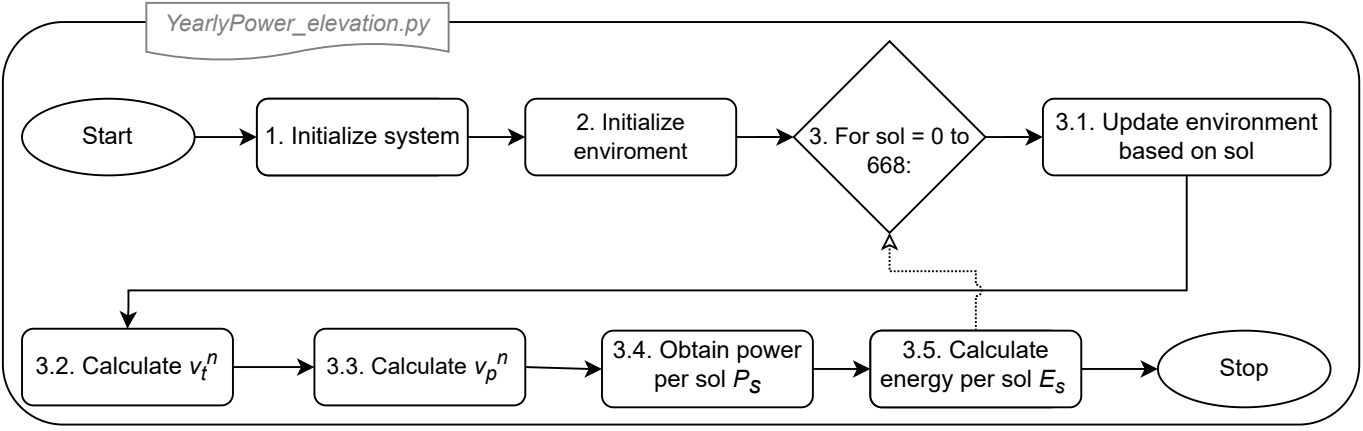 YearlyPower_elevation.py
Start
1. Initialize system
2. Initialize
enviroment
3. For sol = 0 to
668:
3.1. Update environment
based on sol
3.2. Calculate vₜⁿ
3.3. Calculate vₚⁿ
3.4. Obtain power
per sol Pₛ
3.5. Calculate
energy per sol Eₛ
Stop